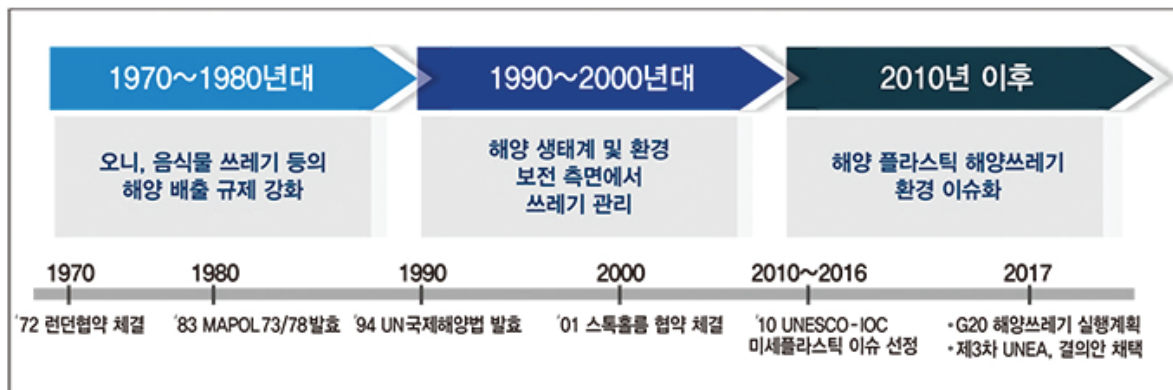 1970~1980년대
1990~2000년대
2010년 이후
오니, 음식물 쓰레기 등의
해양 배출 규제 강화
해양 생태계 및 환경
보전 측면에서
쓰레기 관리
해양 플라스틱 해양쓰레기
환경 이슈화
1970
1980
1990
2000
2010~2016
2017
'72 런던협약 체결
'83 MAPOL 73/78 발효
'94 UN국제해양법 발효
'01 스톡홀름 협약 체결
'10 UNESCO-IOC
미세플라스틱 이슈 선정
•G20 해양쓰레기 실행계획
•제3차 UNEA, 결의안 채택